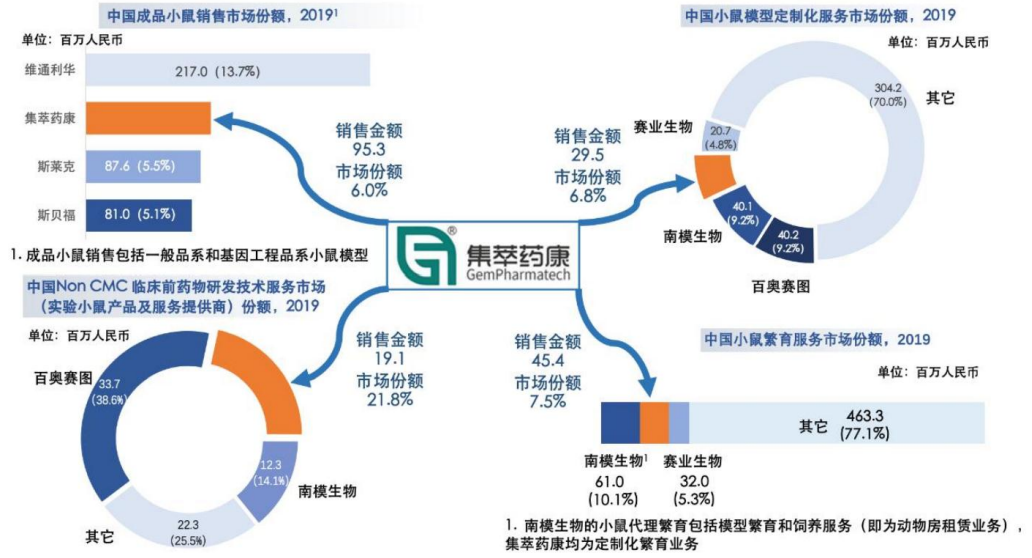 中国成品小鼠销售市场份额，2019¹
单位：百万人民币
维通利华
217.0 (13.7%)
集萃药康
斯莱克
87.6 (5.5%)
斯贝福
81.0 (5.1%)
1. 成品小鼠销售包括一般品系和基因工程品系小鼠模型
销售金额
95.3
市场份额
6.0%
中国小鼠模型定制化服务市场份额，2019
单位：百万人民币
304.2
(70.0%)
其它
赛业生物
20.7
(4.8%)
40.1
(9.2%)
南模生物
40.2
(9.2%)
百奥赛图
销售金额
29.5
市场份额
6.8%
®
集萃药康
GemPharmatech
中国Non CMC 临床前药物研发技术服务市场
（实验小鼠产品及服务提供商）份额，2019
单位：百万人民币
百奥赛图
33.7
(38.6%)
12.3
(14.1%)
南模生物
其它
22.3
(25.5%)
销售金额
19.1
市场份额
21.8%
销售金额
45.4
市场份额
7.5%
中国小鼠繁育服务市场份额，2019
单位：百万人民币
其它
463.3
(77.1%)
南模生物¹
61.0
(10.1%)
赛业生物
32.0
(5.3%)
1. 南模生物的小鼠代理繁育包括模型繁育和饲养服务（即为动物房租赁业务），
集萃药康均为定制化繁育业务